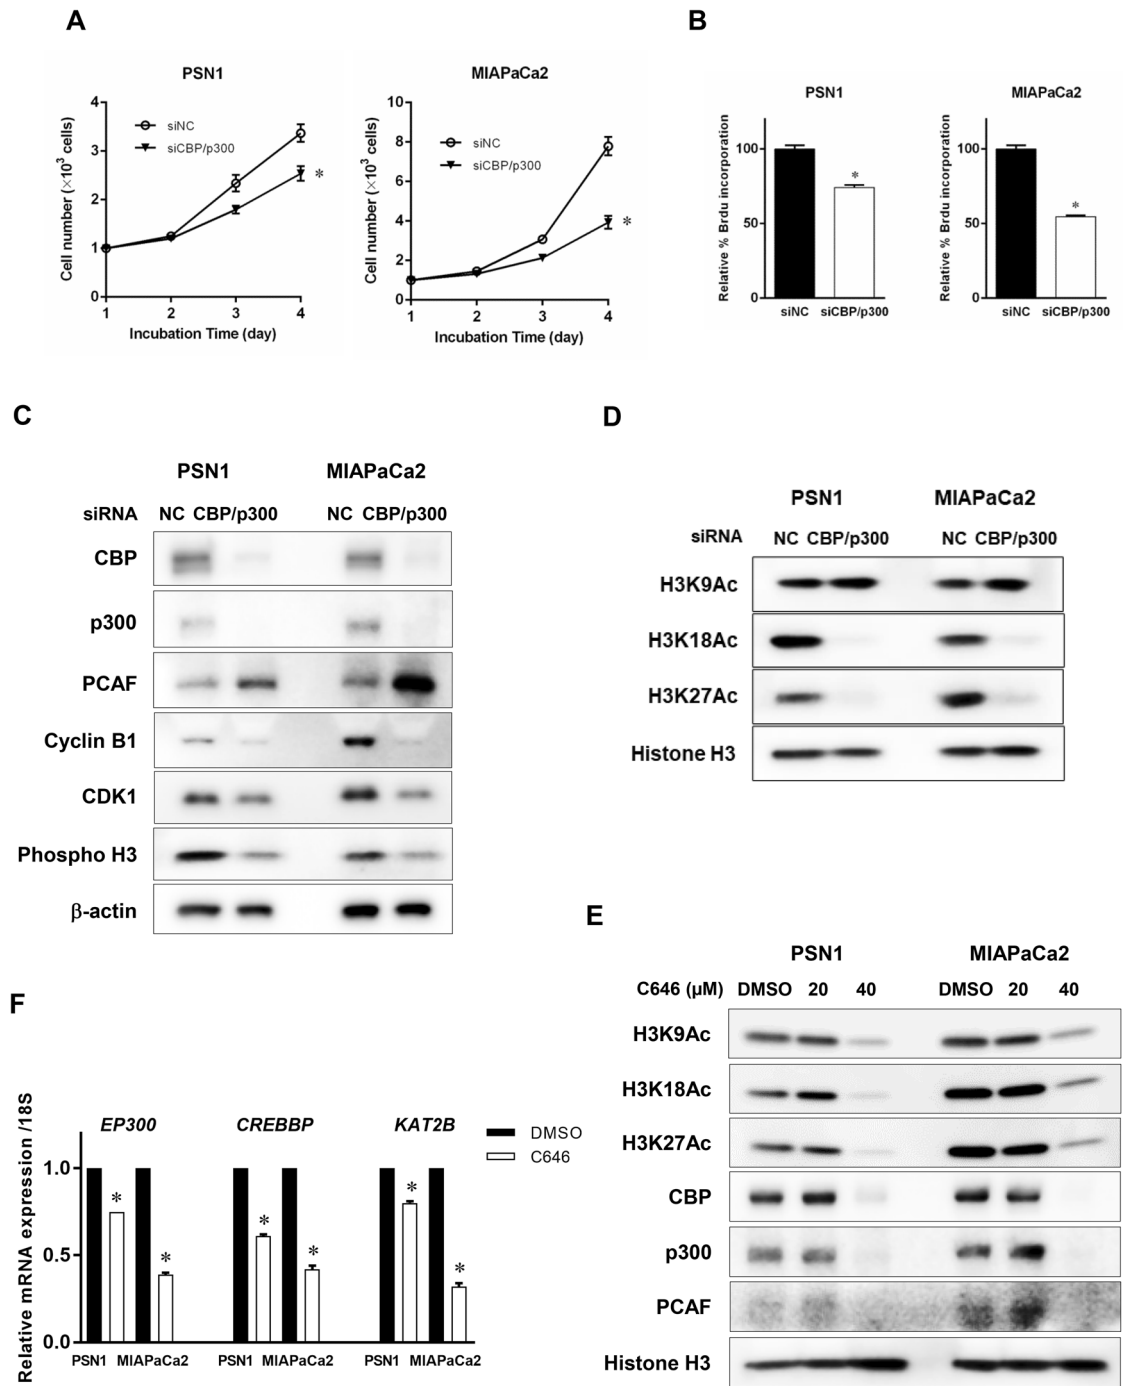 A
PSN1
Cell number (×10³ cells)
4
3
2
1
0
siNC
siCBP/p300
*
1 2 3 4
Incubation Time (day)
MIAPaCa2
Cell number (×10³ cells)
10
8
6
4
2
0
siNC
siCBP/p300
*
1 2 3 4
Incubation Time (day)
B
PSN1
Relative % Brdu incorporation
100
50
0
*
siNC siCBP/p300
MIAPaCa2
Relative % Brdu incorporation
100
50
0
*
siNC siCBP/p300
C
PSN1 MIAPaCa2
siRNA NC CBP/p300 NC CBP/p300
CBP
p300
PCAF
Cyclin B1
CDK1
Phospho H3
β-actin
D
PSN1 MIAPaCa2
siRNA NC CBP/p300 NC CBP/p300
H3K9Ac
H3K18Ac
H3K27Ac
Histone H3
E
PSN1 MIAPaCa2
C646 (μM) DMSO 20 40 DMSO 20 40
H3K9Ac
H3K18Ac
H3K27Ac
CBP
p300
PCAF
Histone H3
F
Relative mRNA expression /18S
EP300 CREBBP KAT2B
DMSO
C646
1.0
0.5
0.0
* * * * * *
PSN1 MIAPaCa2 PSN1 MIAPaCa2 PSN1 MIAPaCa2